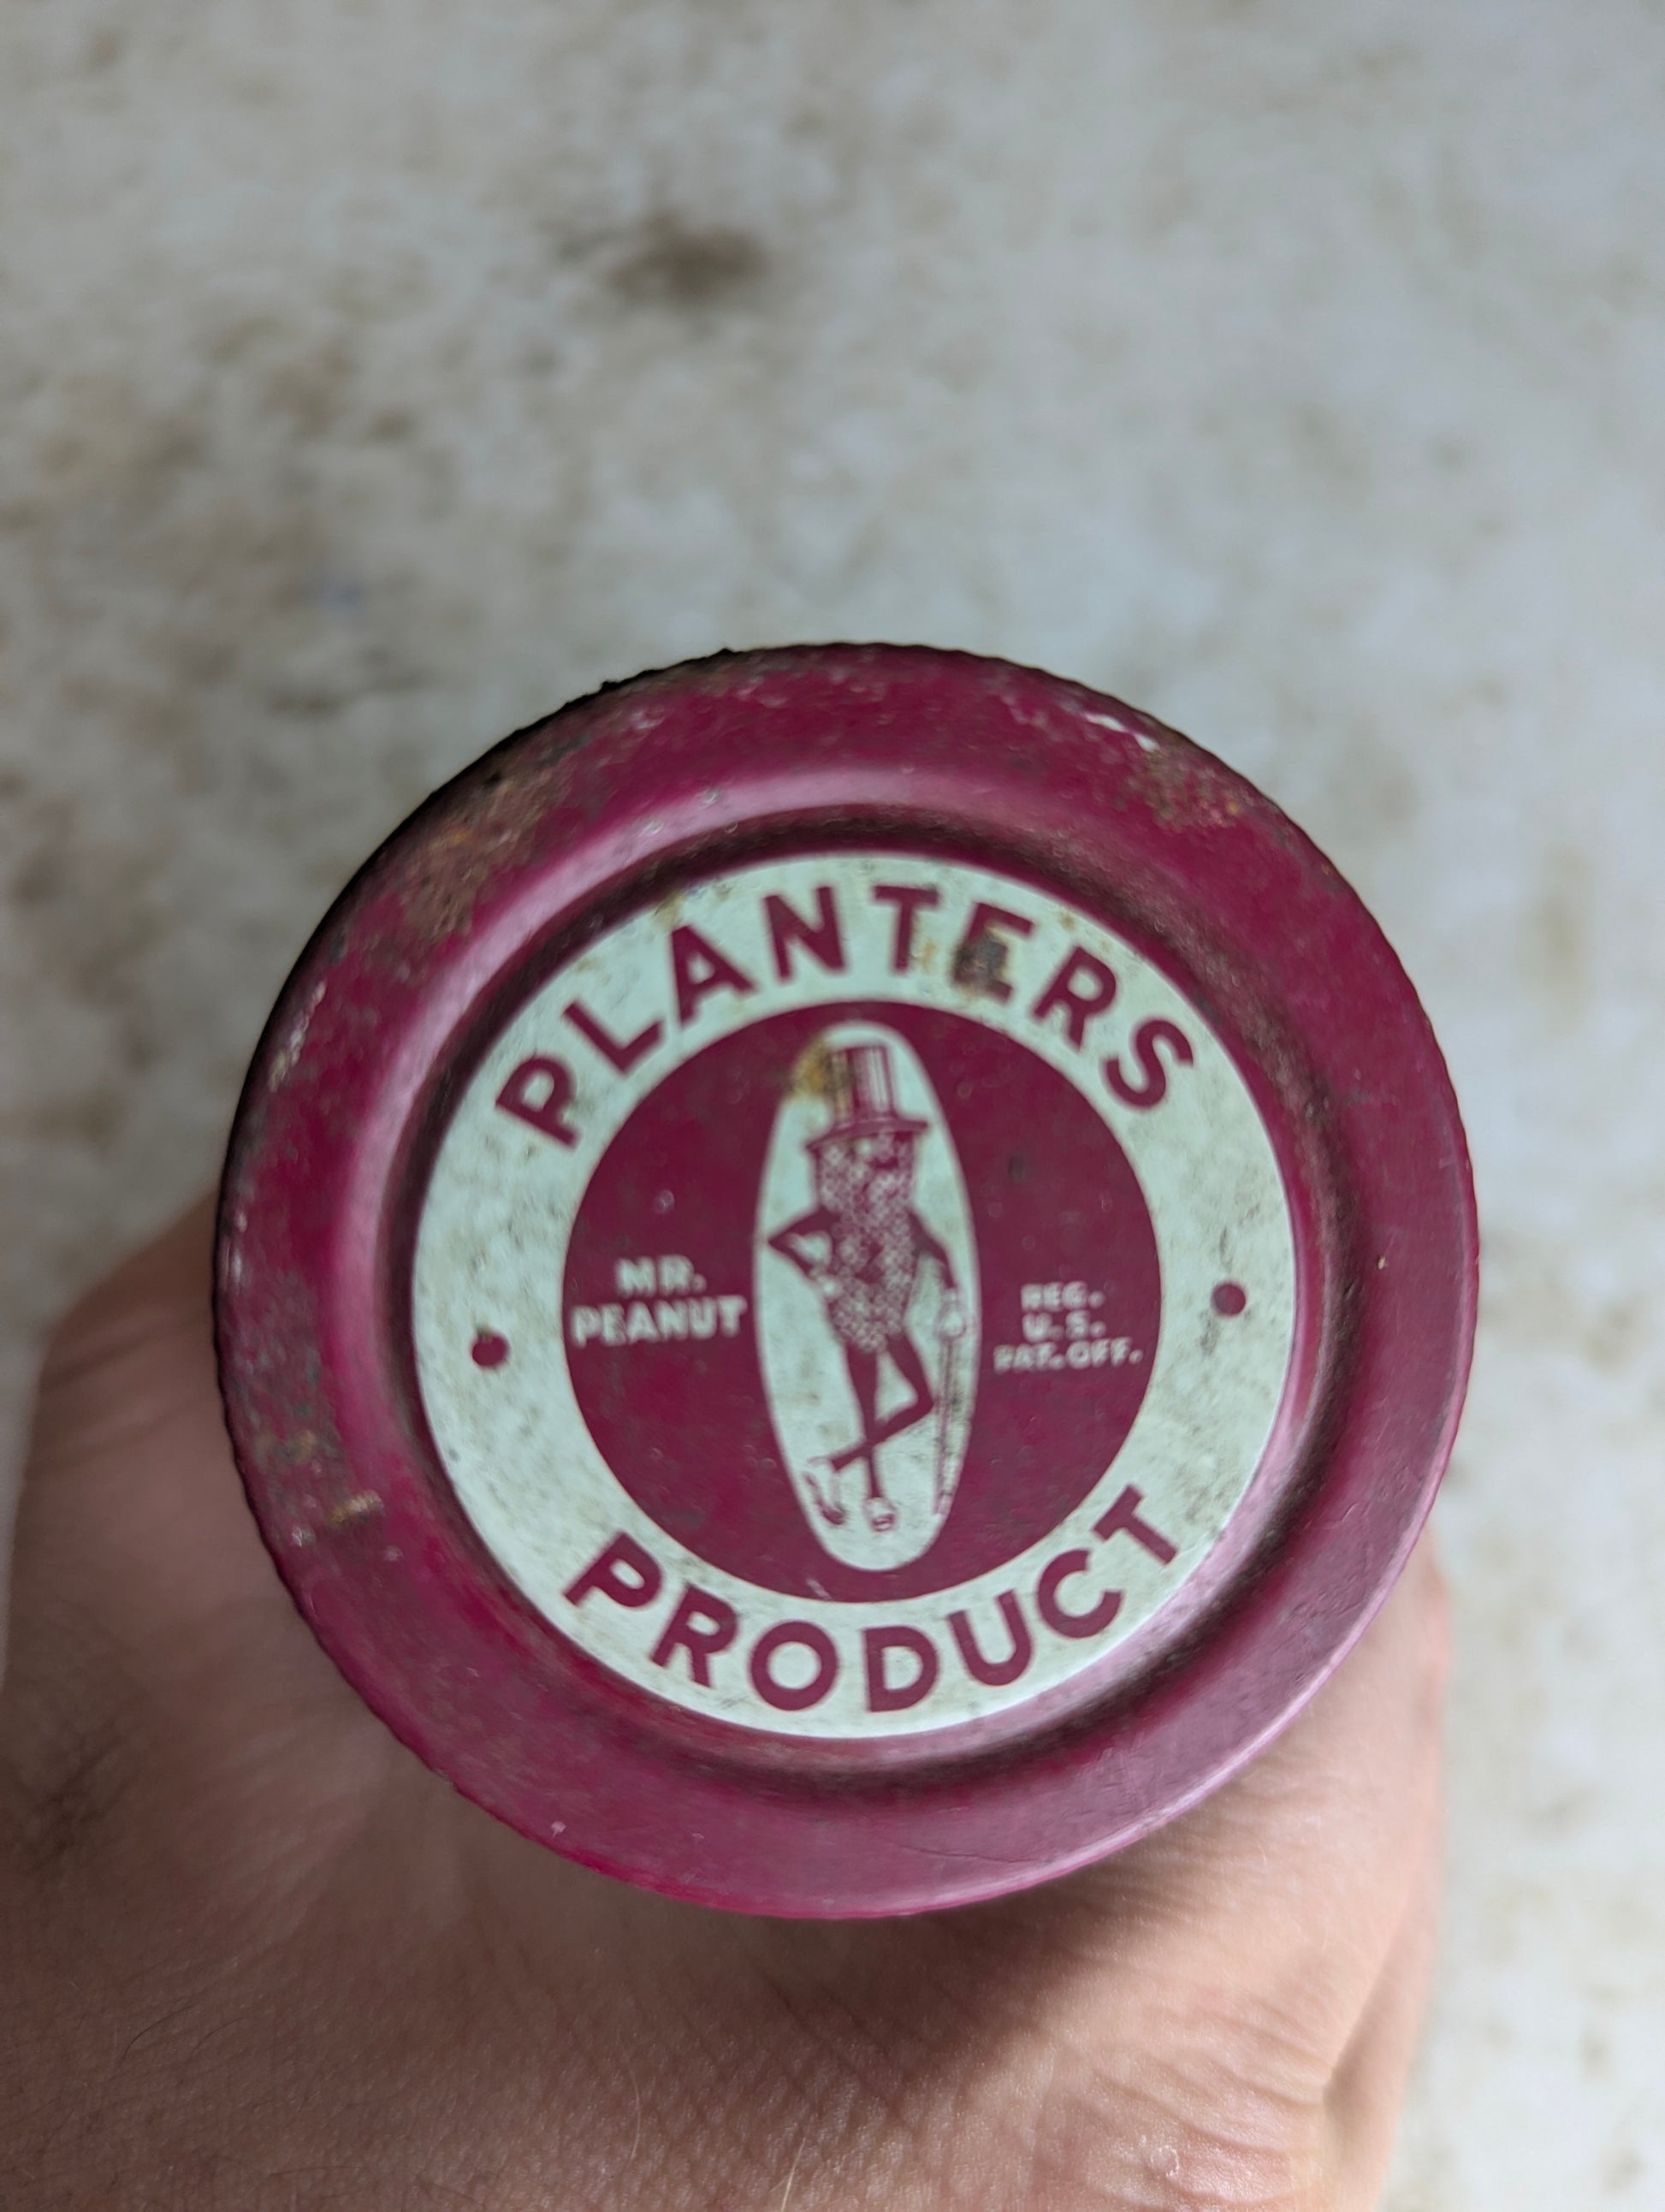 PLANTERS
MR.
PEANUT
REG.
U.S.
PAT. OFF.
PRODUCT